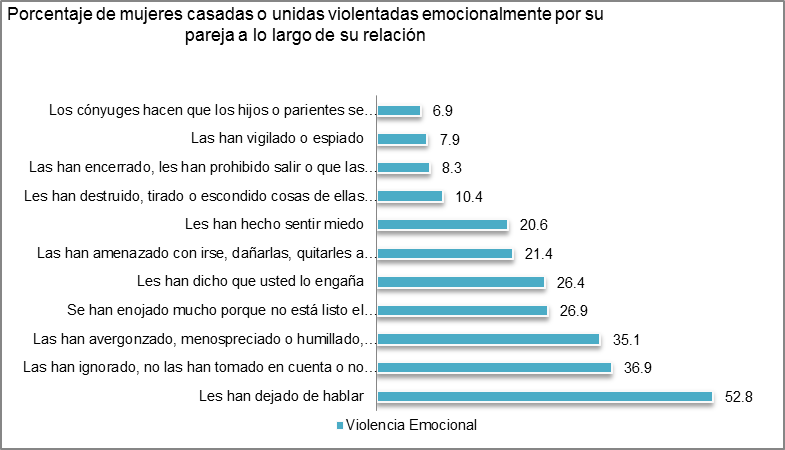 Porcentaje de mujeres casadas o unidas violentadas emocionalmente por su
pareja a lo largo de su relación
Los cónyuges hacen que los hijos o parientes se… 6.9
Las han vigilado o espiado 7.9
Las han encerrado, les han prohibido salir o que las… 8.3
Les han destruido, tirado o escondido cosas de ellas… 10.4
Les han hecho sentir miedo 20.6
Las han amenazado con irse, dañarlas, quitarles a… 21.4
Les han dicho que usted lo engaña 26.4
Se han enojado mucho porque no está listo el… 26.9
Las han avergonzado, menospreciado o humillado,… 35.1
Las han ignorado, no las han tomado en cuenta o no… 36.9
Les han dejado de hablar 52.8
Violencia Emocional